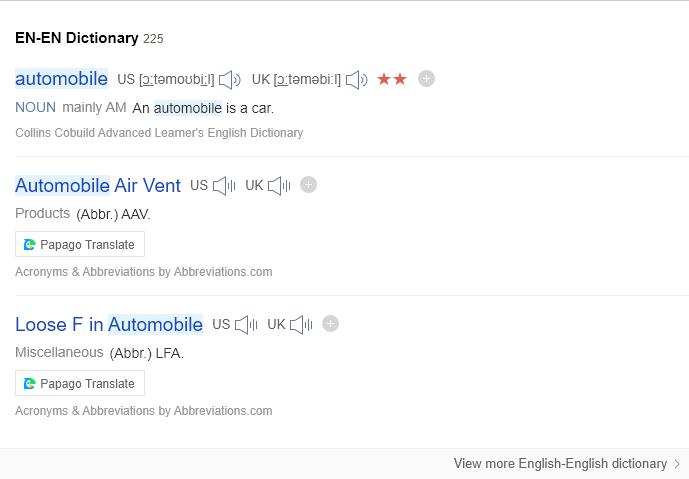 EN-EN Dictionary 225
automobile US [ɔːtəmoʊbiːl] UK [ɔːtəməbiːl] ★★
NOUN mainly AM An automobile is a car.
Collins Cobuild Advanced Learner's English Dictionary
Automobile Air Vent US UK
Products (Abbr.) AAV.
Papago Translate
Acronyms & Abbreviations by Abbreviations.com
Loose F in Automobile US UK
Miscellaneous (Abbr.) LFA.
Papago Translate
Acronyms & Abbreviations by Abbreviations.com
View more English-English dictionary